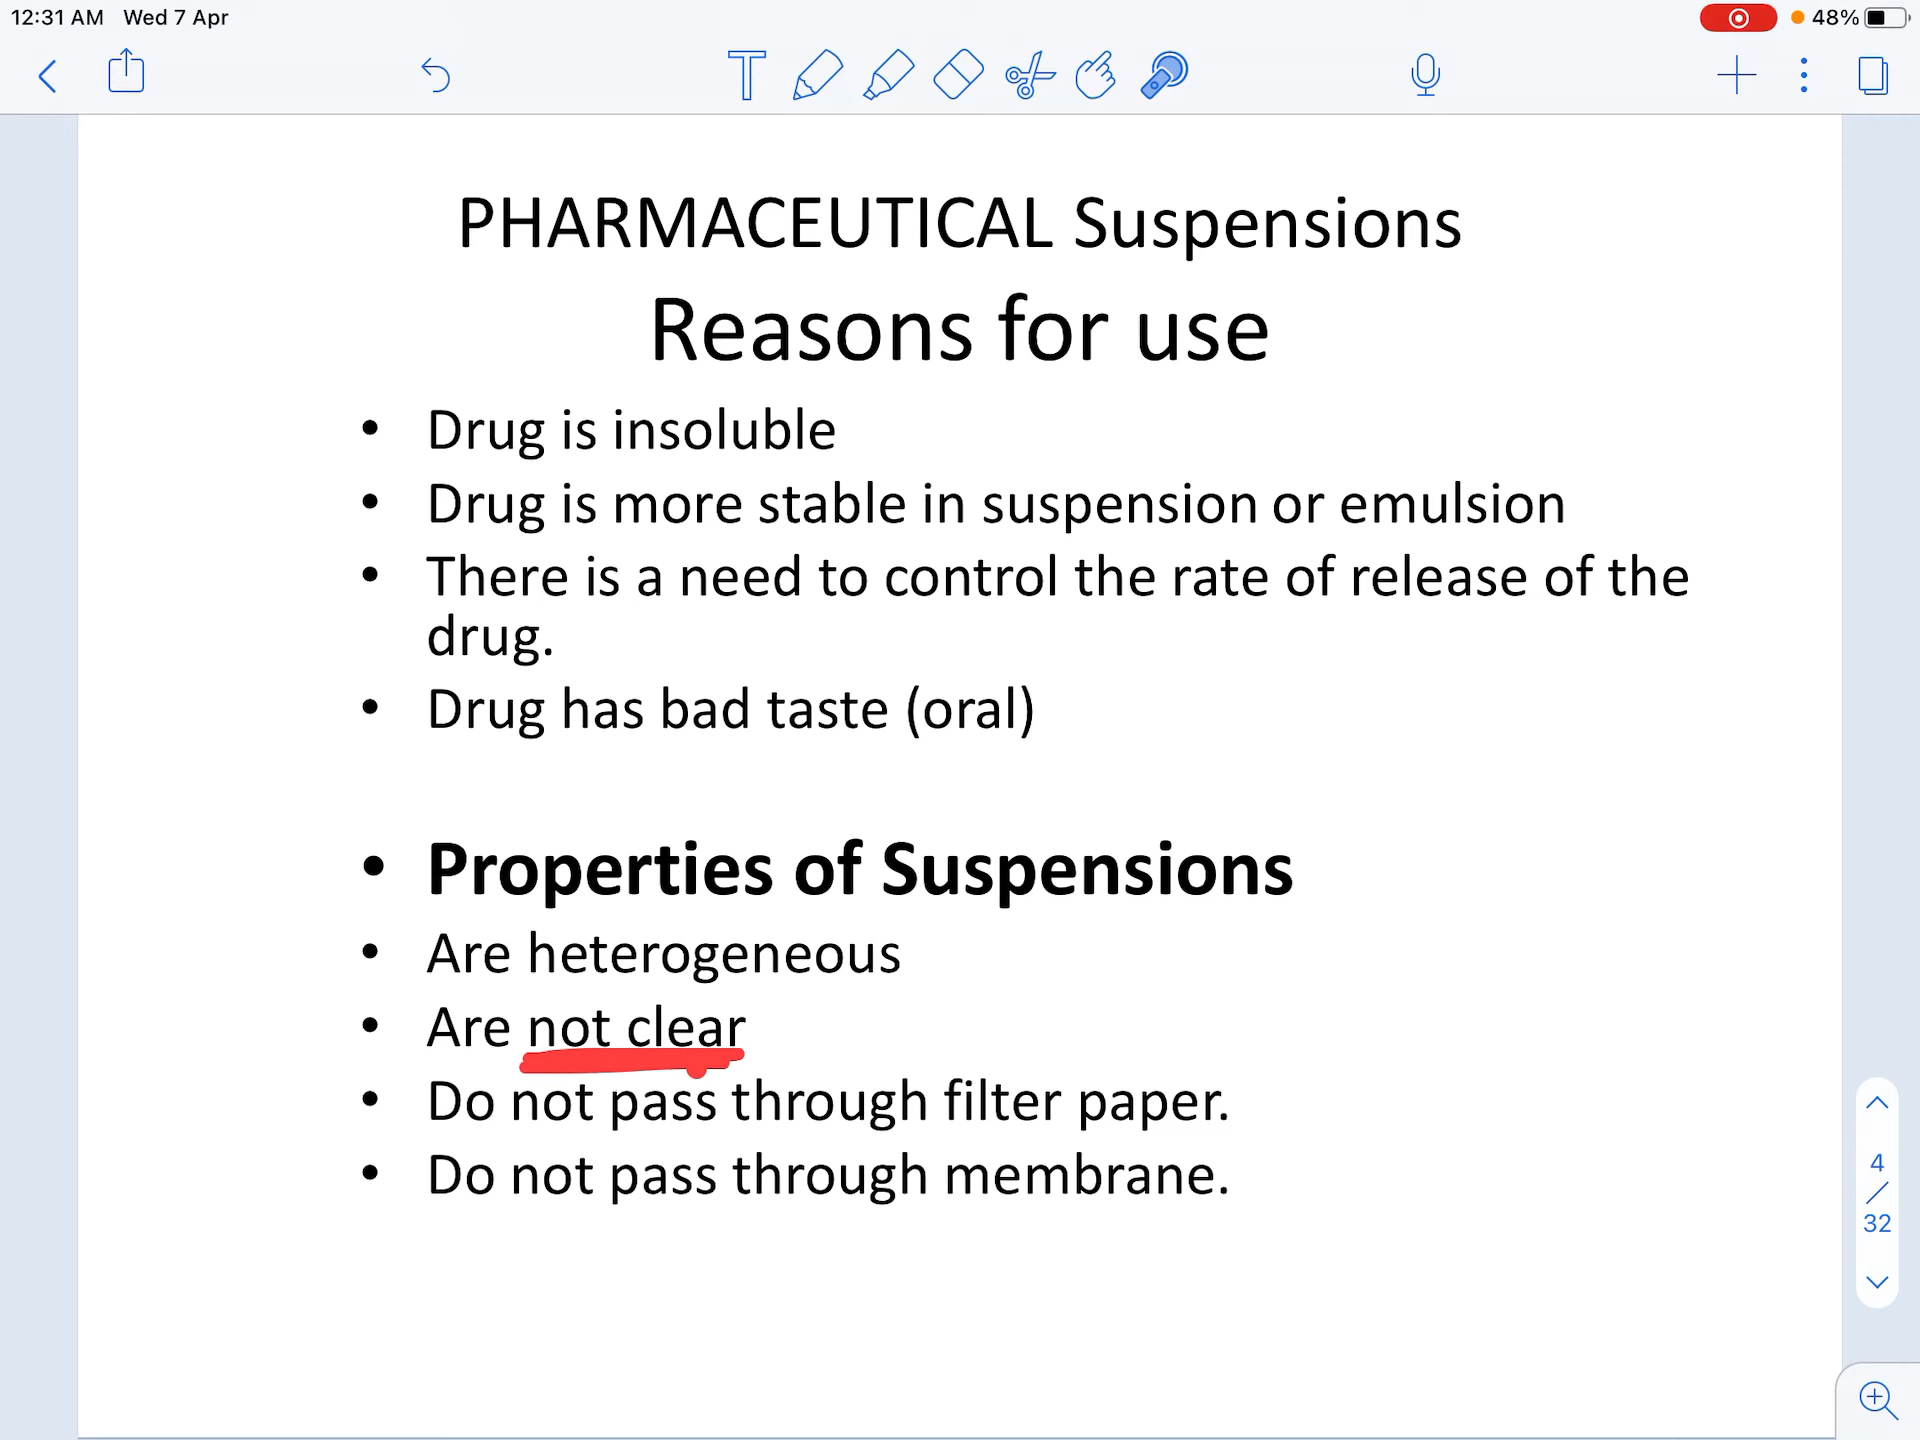 12:31 AM Wed 7 Apr
48%
T
PHARMACEUTICAL Suspensions
Reasons for use
• Drug is insoluble
• Drug is more stable in suspension or emulsion
• There is a need to control the rate of release of the
drug.
• Drug has bad taste (oral)
• Properties of Suspensions
• Are heterogeneous
• Are not clear
• Do not pass through filter paper.
• Do not pass through membrane.
4
/
32